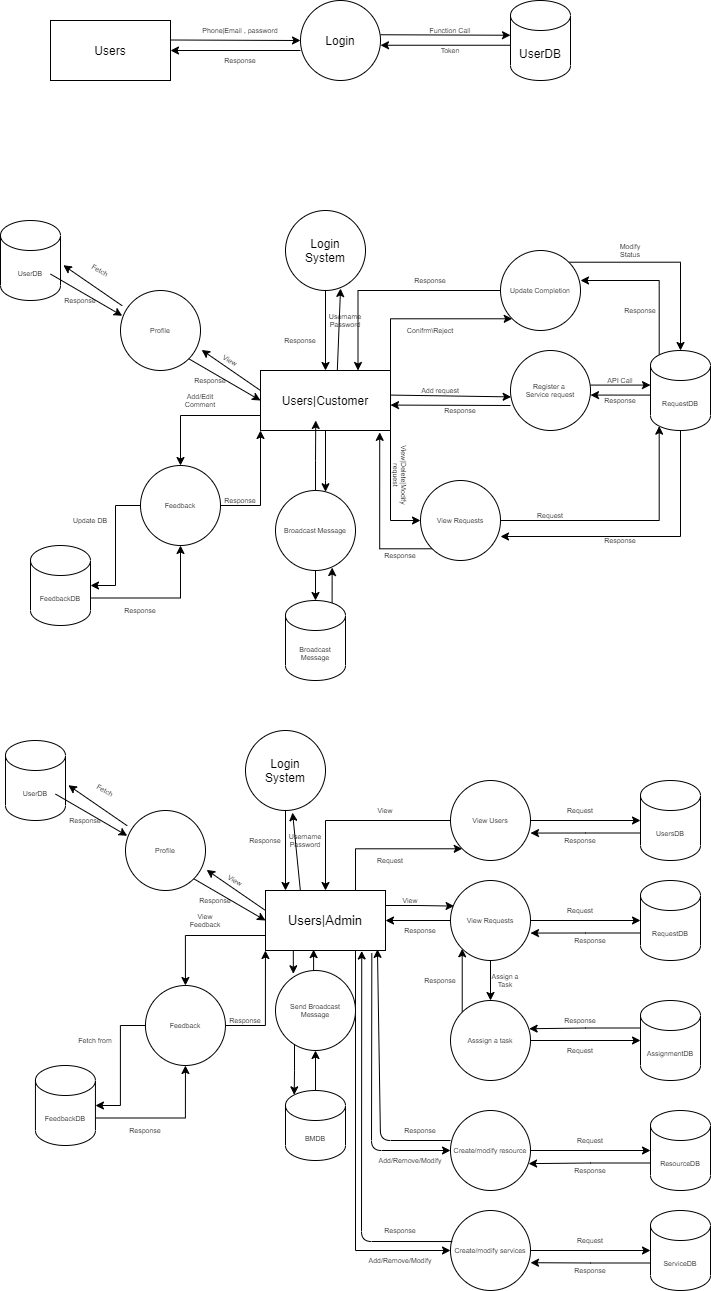 Phone|Email , password
Function Call
Users
Login
UserDB
Response
Token
Login
System
Modify
Status
Fetch
UserDB
Response
Response
Update Completion
Username
Password
Response
Profile
Conifrm\Reject
Response
View
Response
Add/Edit
Comment
Users|Customer
Add request
Response
Register a
Service request
API Call
Response
RequestDB
View|Delete|Modify
request
Response
Feedback
Update DB
Broadcast Message
View Requests
Request
Response
Response
FeedbackDB
Response
Broadcast
Message
Login
System
UserDB
Fetch
Response
View
View Users
Request
UsersDB
Response
Response
Username
Password
Profile
Request
View
Response
View
Feedback
Users|Admin
View
Response
View Requests
Request
Response
RequestDB
Response
Assign a
Task
Send Broadcast
Message
Feedback
Response
Fetch from
Asssign a task
Response
Request
AssignmentDB
FeedbackDB
Response
BMDB
Response
Add/Remove/Modify
Create/modify resource
Request
Response
ResourceDB
Response
Add/Remove/Modify
Create/modify services
Request
Response
ServiceDB